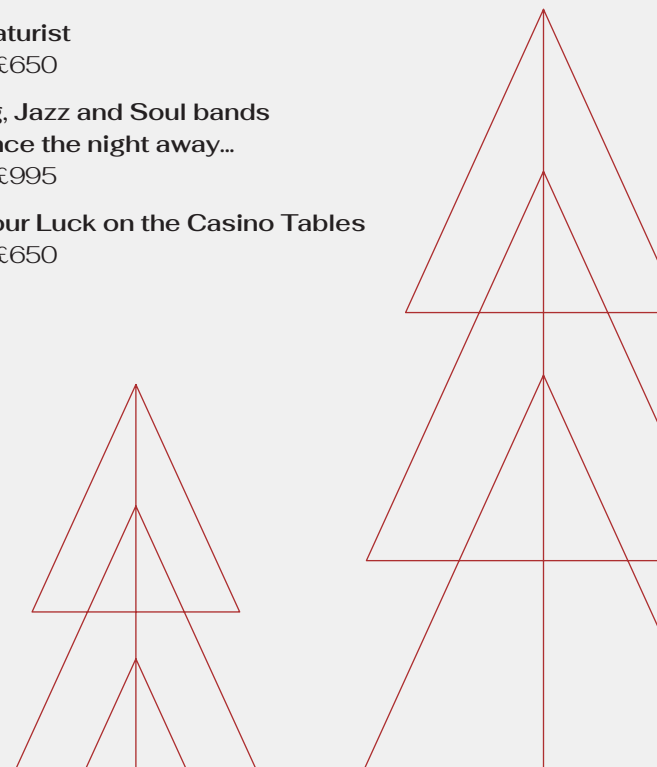 aturist
£650
g, Jazz and Soul bands
nce the night away...
£995
our Luck on the Casino Tables
£650